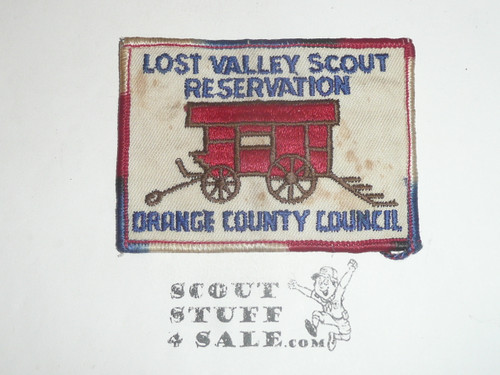 LOST VALLEY SCOUT
RESERVATION
ORANGE COUNTY COUNCIL
SCOUT
STUFF
4 SALE.com